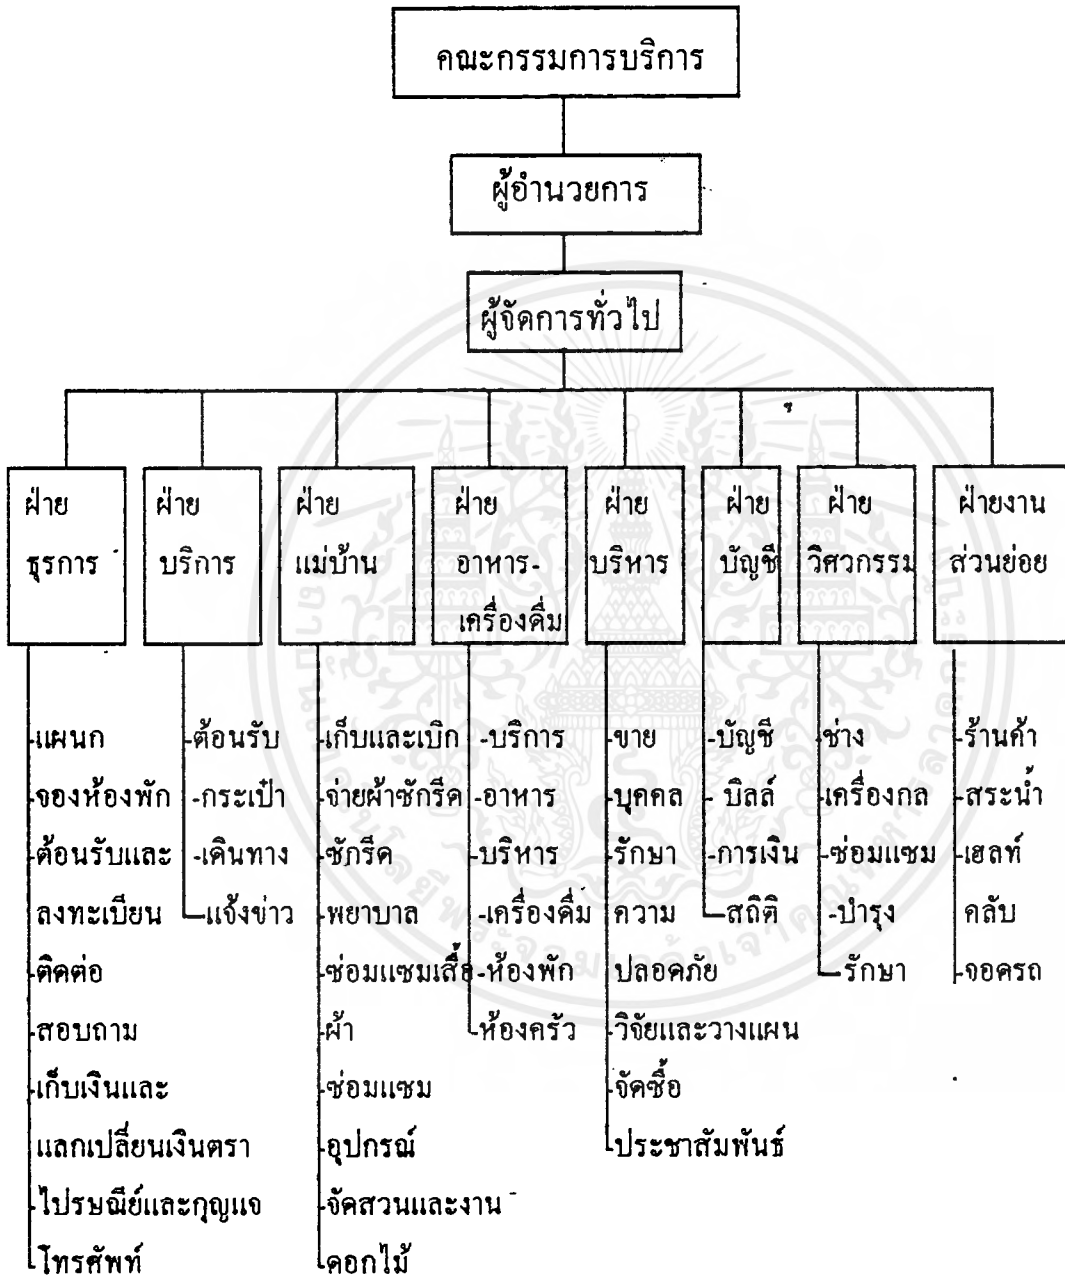 คณะกรรมการบริการ
ผู้อำนวยการ
ผู้จัดการทั่วไป
ฝ่าย
ธุรการ
ฝ่าย
บริการ
ฝ่าย
แม่บ้าน
ฝ่าย
อาหาร-
เครื่องดื่ม
ฝ่าย
บริหาร
ฝ่าย
บัญชี
ฝ่าย
วิศวกรรม
ฝ่ายงาน
ส่วนย่อย
-แผนก
จองห้องพัก
-ต้อนรับและ
ลงทะเบียน
-ติดต่อ
สอบถาม
-เก็บเงินและ
แลกเปลี่ยนเงินตรา
-ไปรษณีย์และกุญแจ
-โทรศัพท์
-ต้อนรับ
-กระเป๋า
-เดินทาง
-แจ้งข่าว
-เก็บและเบิก
-จ่ายผ้าซักรีด
-ซักรีด
-พยาบาล
-ซ่อมแซมเสื้อ
-ผ้า
-ซ่อมแซม
-อุปกรณ์
-จัดสวนและงาน
-ดอกไม้
-บริการ
-อาหาร
-บริหาร
-เครื่องดื่ม
-ห้องพัก
-ห้องครัว
-ขาย
-บุคคล
-รักษา
ความ
ปลอดภัย
-วิจัยและวางแผน
-จัดซื้อ
-ประชาสัมพันธ์
-บัญชี
- บิลล์
-การเงิน
-สถิติ
-ช่าง
-เครื่องกล
-ซ่อมแซม
-บำรุง
-รักษา
-ร้านค้า
-สระน้ำ
-เฮลท์
คลับ
-จอดรถ